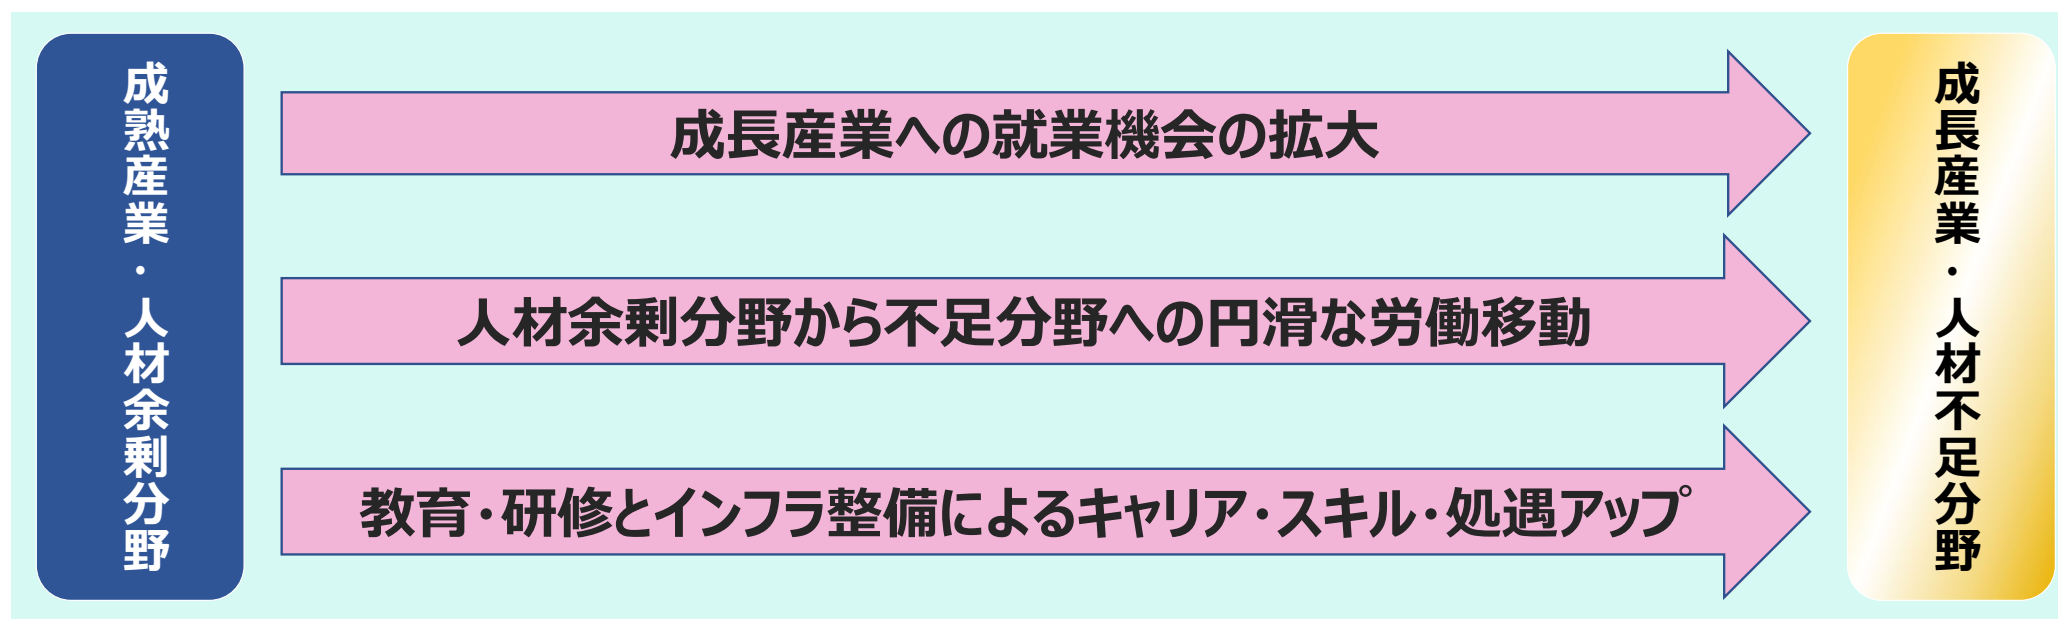 成熟産業・人材余剰分野
成長産業への就業機会の拡大
人材余剰分野から不足分野への円滑な労働移動
教育・研修とインフラ整備によるキャリア・スキル・処遇アップ
成長産業・人材不足分野